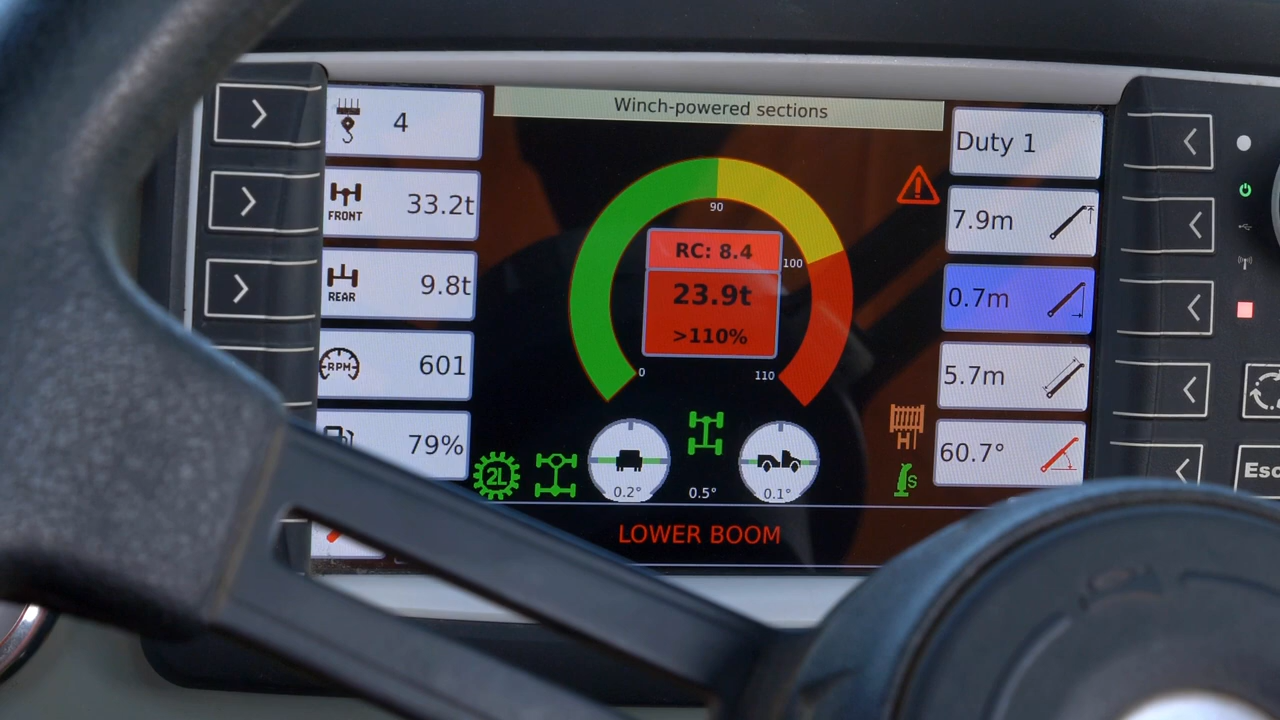 Winch-powered sections
4
FRONT
33.2t
REAR
9.8t
RPM
601
79%
90
100
0
110
RC: 8.4
23.9t
>110%
Duty 1
7.9m
0.7m
5.7m
60.7°
2L
0.2°
0.5°
0.1°
H
S
LOWER BOOM
Esc